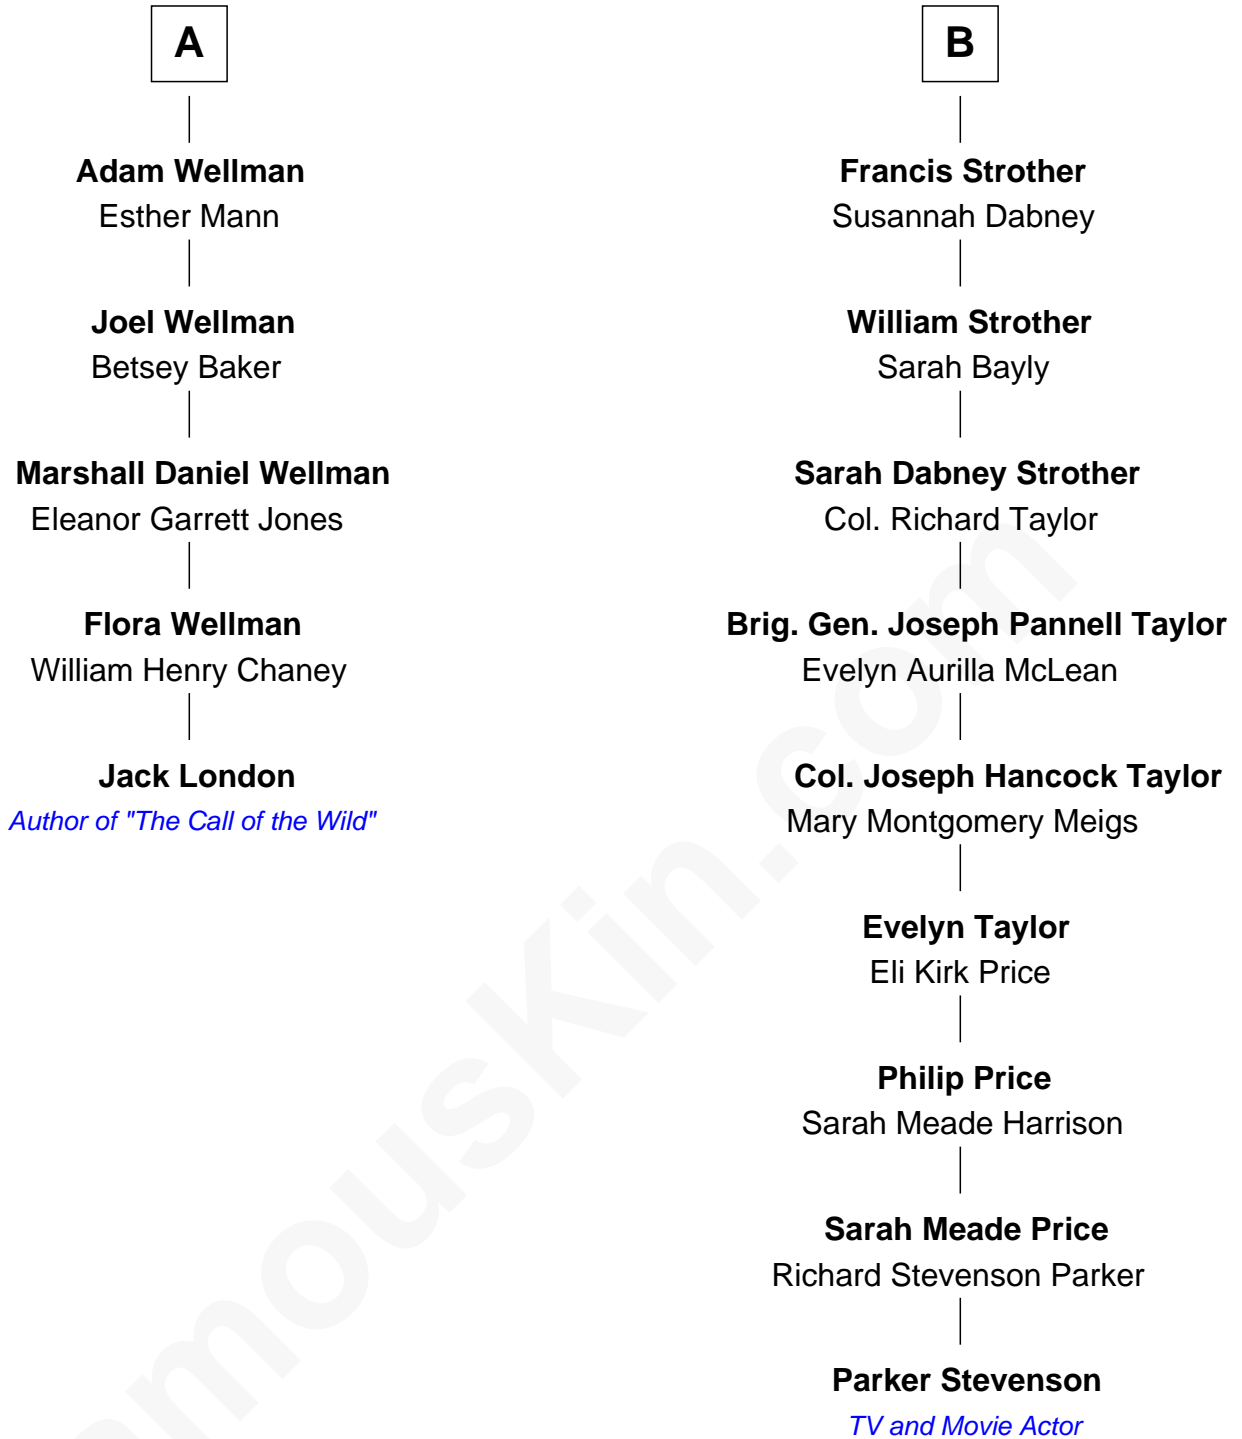 A
Adam Wellman
Esther Mann
Joel Wellman
Betsey Baker
Marshall Daniel Wellman
Eleanor Garrett Jones
Flora Wellman
William Henry Chaney
Jack London
Author of "The Call of the Wild"
B
Francis Strother
Susannah Dabney
William Strother
Sarah Bayly
Sarah Dabney Strother
Col. Richard Taylor
Brig. Gen. Joseph Pannell Taylor
Evelyn Aurilla McLean
Col. Joseph Hancock Taylor
Mary Montgomery Meigs
Evelyn Taylor
Eli Kirk Price
Philip Price
Sarah Meade Harrison
Sarah Meade Price
Richard Stevenson Parker
Parker Stevenson
TV and Movie Actor
amouskin.com